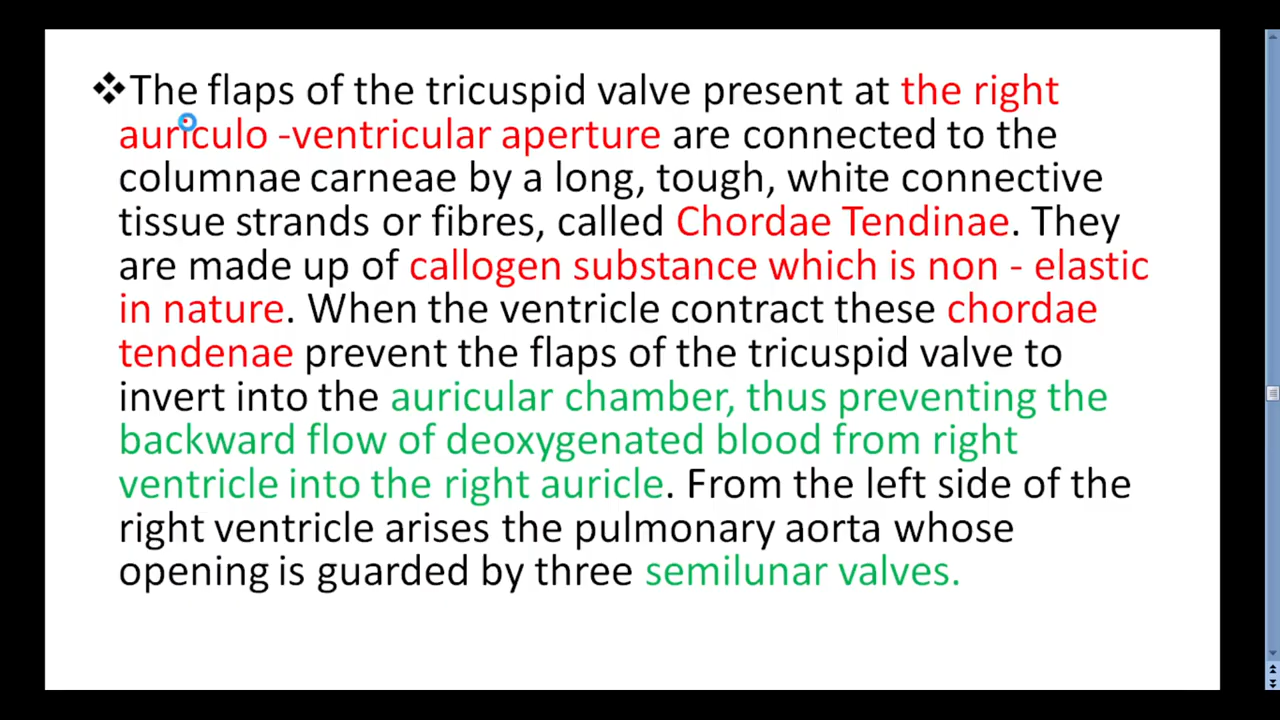 ❖The flaps of the tricuspid valve present at the right
auriculo -ventricular aperture are connected to the
columnae carneae by a long, tough, white connective
tissue strands or fibres, called Chordae Tendinae. They
are made up of callogen substance which is non - elastic
in nature. When the ventricle contract these chordae
tendenae prevent the flaps of the tricuspid valve to
invert into the auricular chamber, thus preventing the
backward flow of deoxygenated blood from right
ventricle into the right auricle. From the left side of the
right ventricle arises the pulmonary aorta whose
opening is guarded by three semilunar valves.